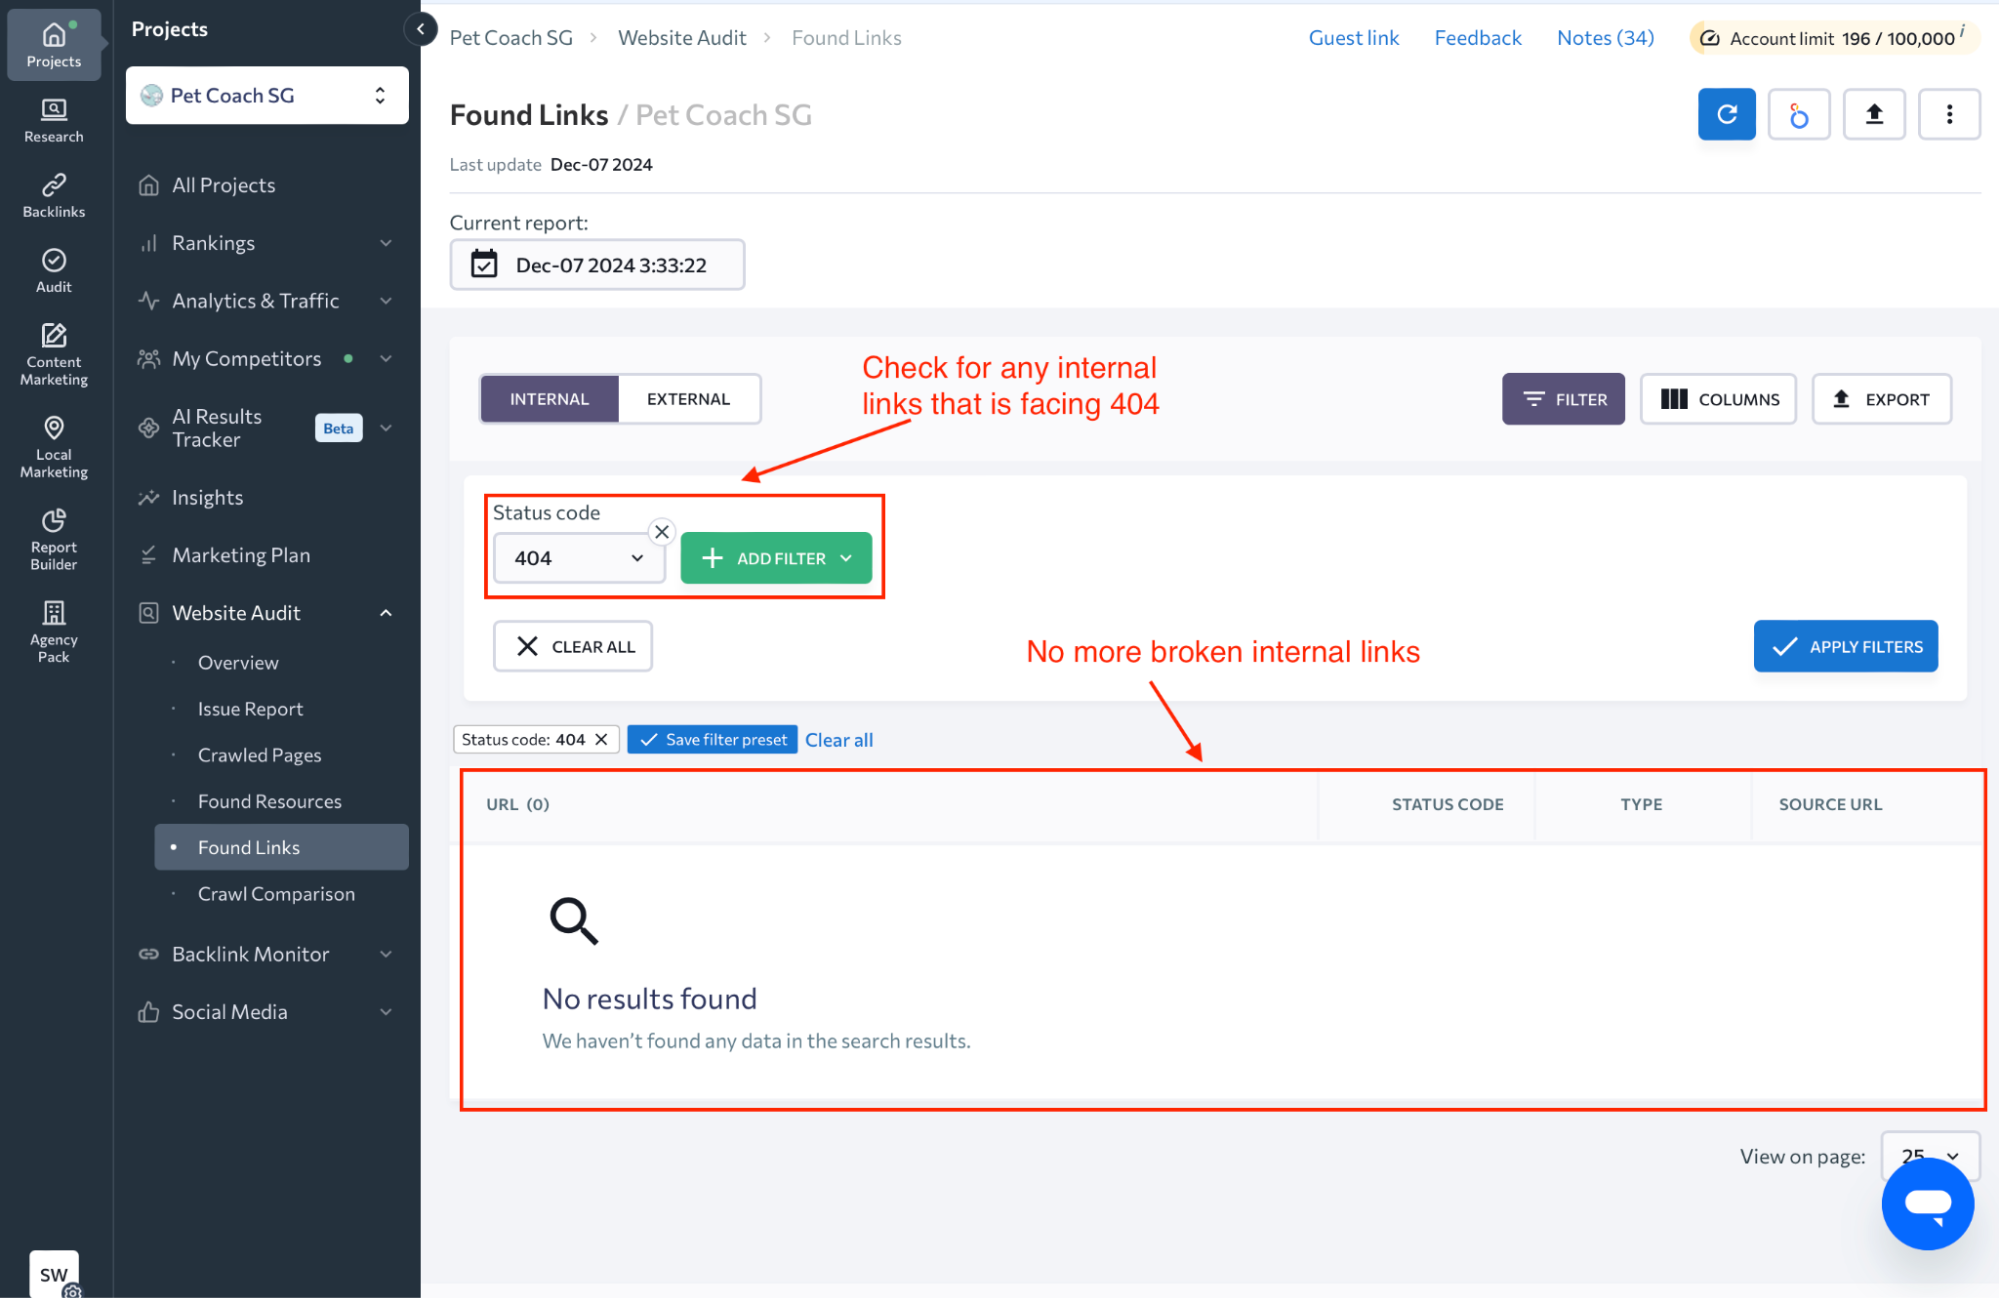 Projects
Research
Backlinks
Audit
Content
Marketing
Local
Marketing
Report
Builder
Agency
Pack
SW
Projects
Pet Coach SG
All Projects
Rankings
Analytics & Traffic
My Competitors
AI Results
Tracker
Beta
Insights
Marketing Plan
Website Audit
Overview
Issue Report
Crawled Pages
Found Resources
Found Links
Crawl Comparison
Backlink Monitor
Social Media
Pet Coach SG > Website Audit > Found Links
Guest link
Feedback
Notes (34)
Account limit 196 / 100,000 i
Found Links / Pet Coach SG
Last update Dec-07 2024
Current report:
Dec-07 2024 3:33:22
INTERNAL
EXTERNAL
Check for any internal
links that is facing 404
FILTER
COLUMNS
EXPORT
Status code
404
ADD FILTER
CLEAR ALL
No more broken internal links
APPLY FILTERS
Status code: 404
Save filter preset
Clear all
URL (0)
STATUS CODE
TYPE
SOURCE URL
No results found
We haven't found any data in the search results.
View on page:
25